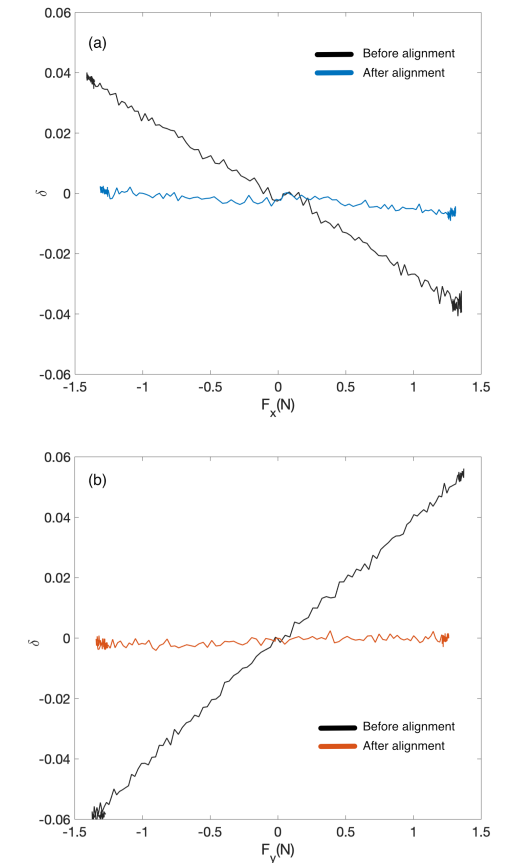 0.06
(a)
Before alignment
After alignment
0.04
0.02
0
δ
-0.02
-0.04
-0.06
-1.5 -1 -0.5 0 0.5 1 1.5
Fx(N)
0.06
(b)
0.04
0.02
0
δ
-0.02
Before alignment
After alignment
-0.04
-0.06
-1.5 -1 -0.5 0 0.5 1 1.5
Fy(N)